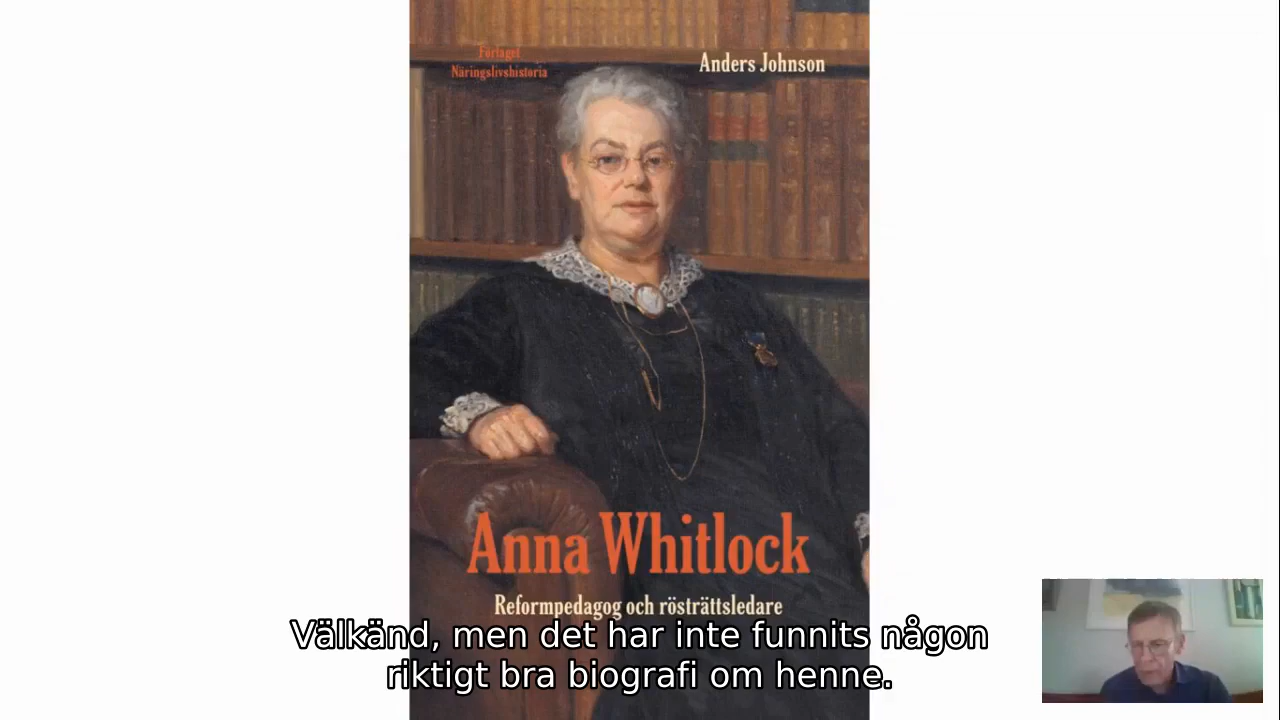 Förlaget
Näringslivshistoria
Anders Johnson
Anna Whitlock
Reformpedagog och rösträttsledare
Välkänd, men det har inte funnits någon
riktigt bra biografi om henne.